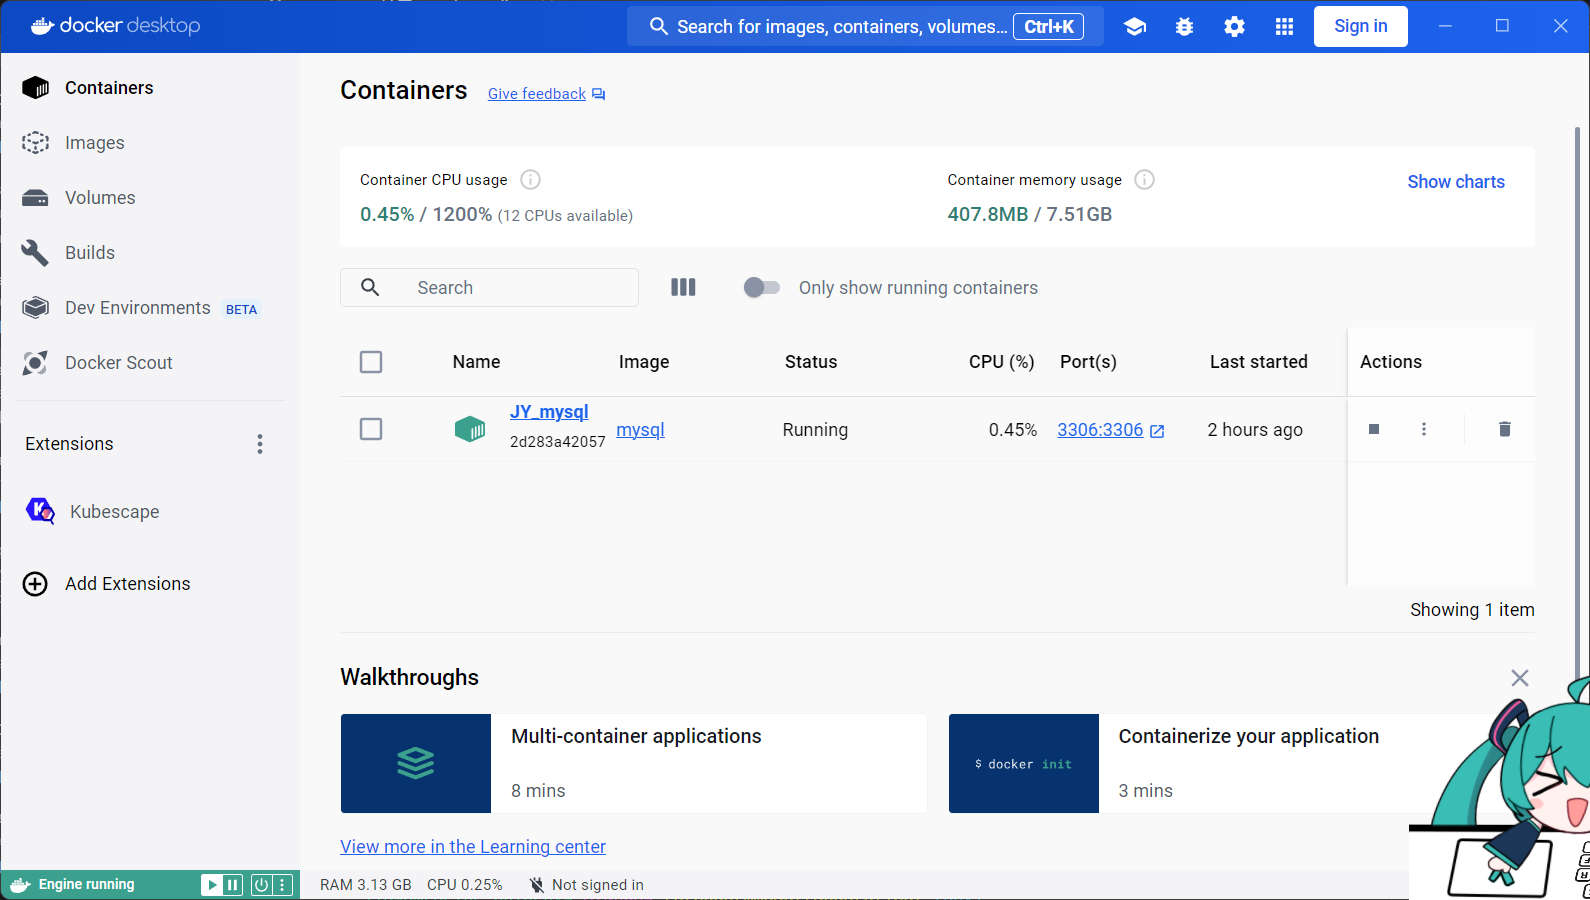 docker desktop
Search for images, containers, volumes...
Ctrl+K
Sign in
Containers
Images
Volumes
Builds
Dev Environments BETA
Docker Scout
Extensions
Kubescape
Add Extensions
Containers
Give feedback
Container CPU usage
0.45% / 1200% (12 CPUs available)
Container memory usage
407.8MB / 7.51GB
Show charts
Search
Only show running containers
Name Image Status CPU (%) Port(s) Last started Actions
JY_mysql
2d283a42057
mysql Running 0.45% 3306:3306 2 hours ago
Showing 1 item
Walkthroughs
Multi-container applications
8 mins
$ docker init
Containerize your application
3 mins
View more in the Learning center
Engine running
RAM 3.13 GB CPU 0.25% Not signed in